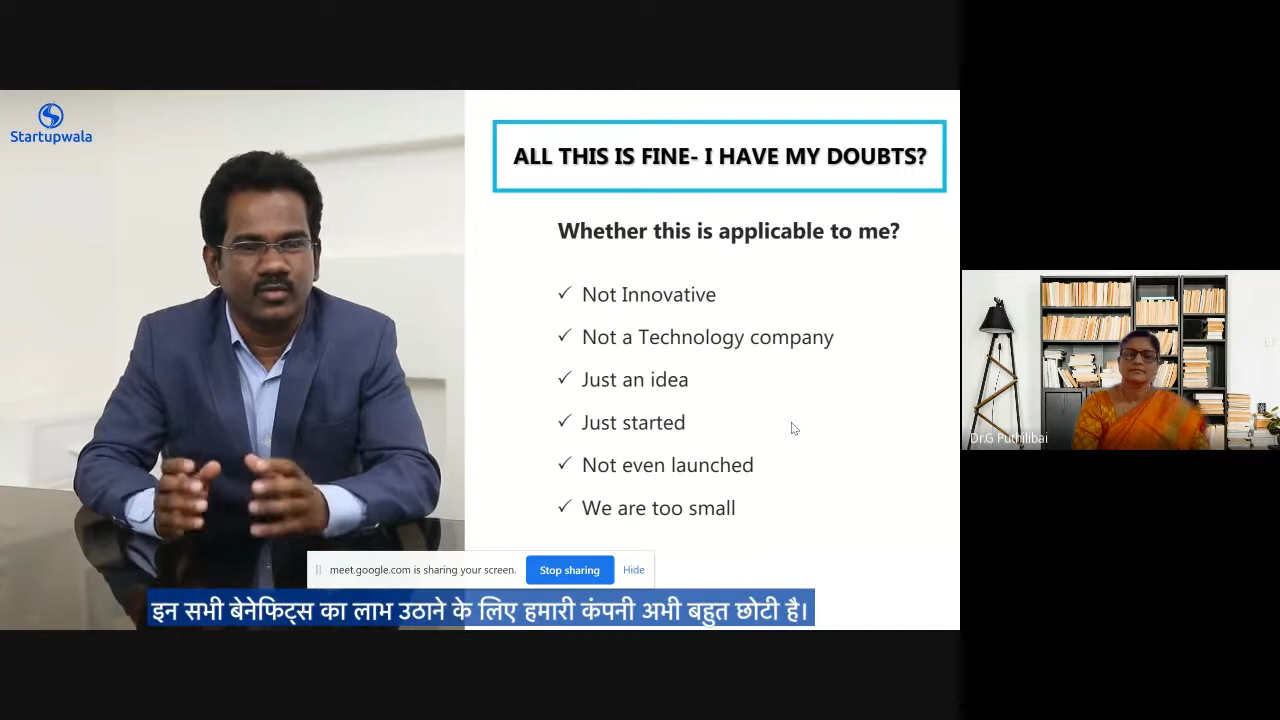 Startupwala
ALL THIS IS FINE- I HAVE MY DOUBTS?
Whether this is applicable to me?
✓ Not Innovative
✓ Not a Technology company
✓ Just an idea
✓ Just started
✓ Not even launched
✓ We are too small
meet.google.com is sharing your screen. Stop sharing Hide
इन सभी बेनेफिट्स का लाभ उठाने के लिए हमारी कंपनी अभी बहुत छोटी है।
Dr.G Puthilibai